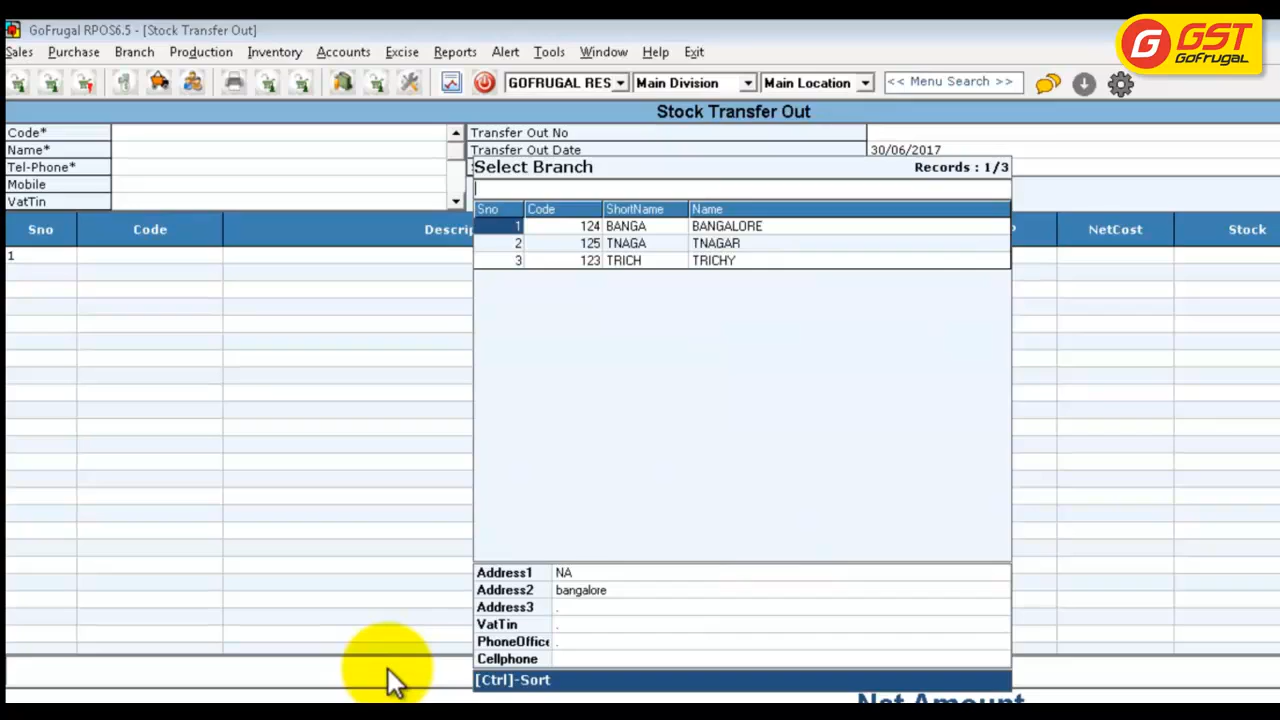 GoFrugal RPOS6.5 - [Stock Transfer Out]
Sales Purchase Branch Production Inventory Accounts Excise Reports Alert Tools Window Help Exit
GST
GoFrugal
GOFRUGAL RES Main Division Main Location << Menu Search >>
Stock Transfer Out
Code*
Name*
Tel-Phone*
Mobile
VatTin
Transfer Out No
Transfer Out Date 30/06/2017
Select Branch Records : 1/3
Sno Code ShortName Name
1 124 BANGA BANGALORE
2 125 TNAGA TNAGAR
3 123 TRICH TRICHY
Sno Code Descrip NetCost Stock
1
Address1 NA
Address2 bangalore
Address3 .
VatTin .
PhoneOffice .
Cellphone
[Ctrl]-Sort
Net Amount